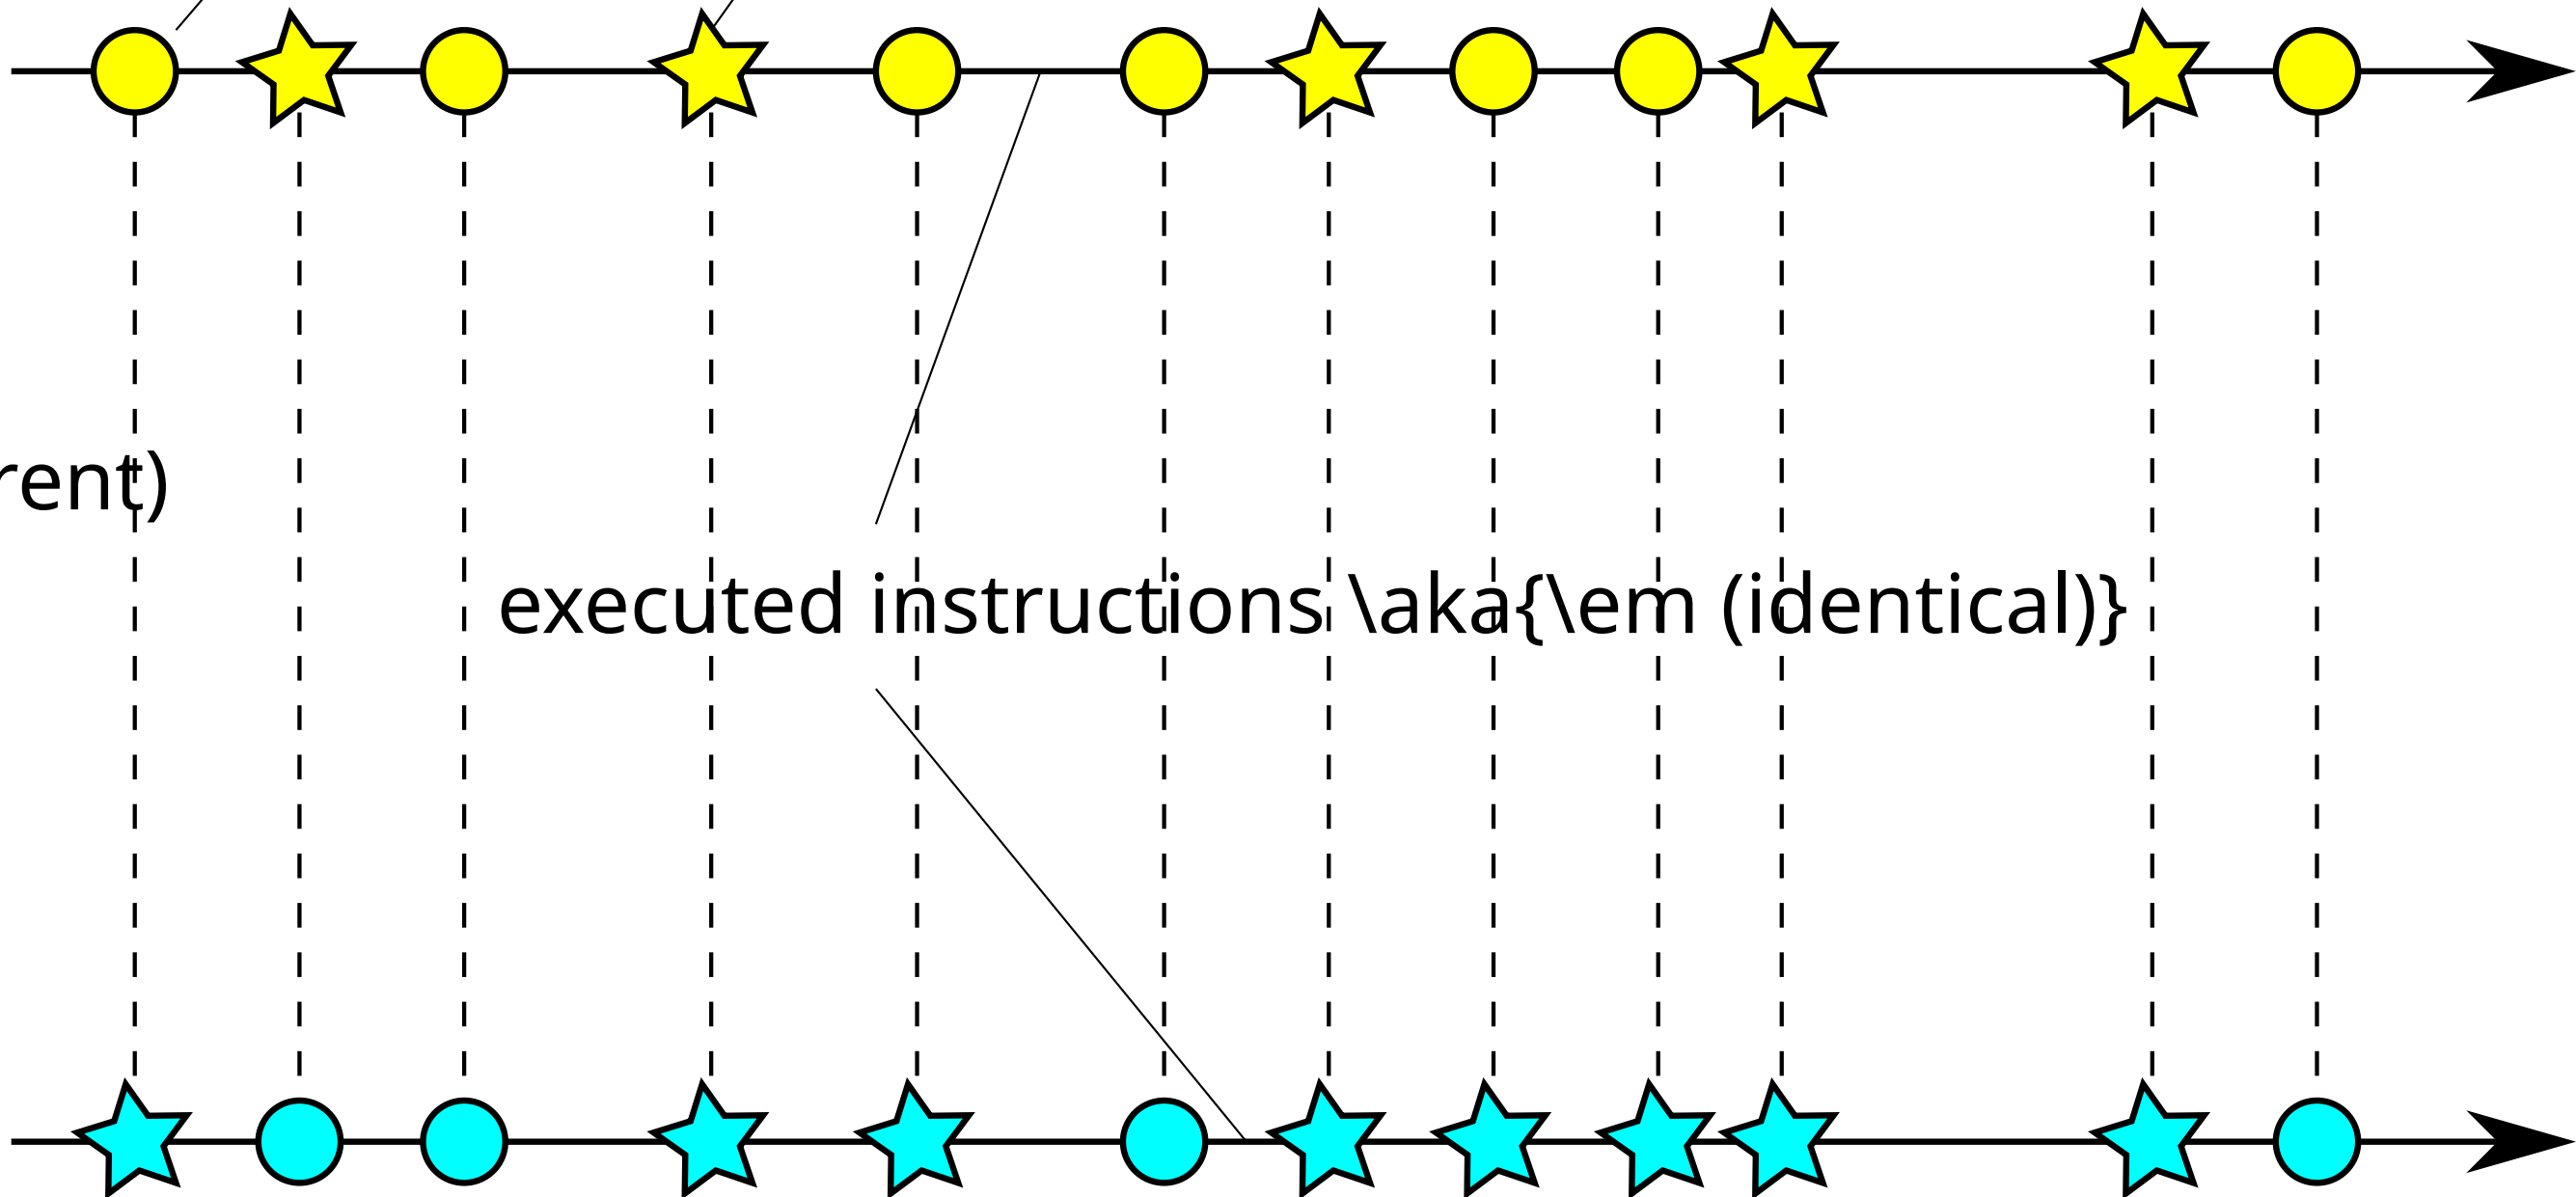 rent)
executed instructions \aka{\em (identical)}